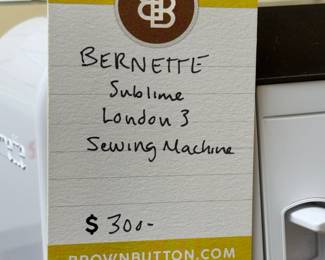 BERNETTE
Sublime
London 3
Sewing Machine
$ 300-
BROWNBUTTON.COM